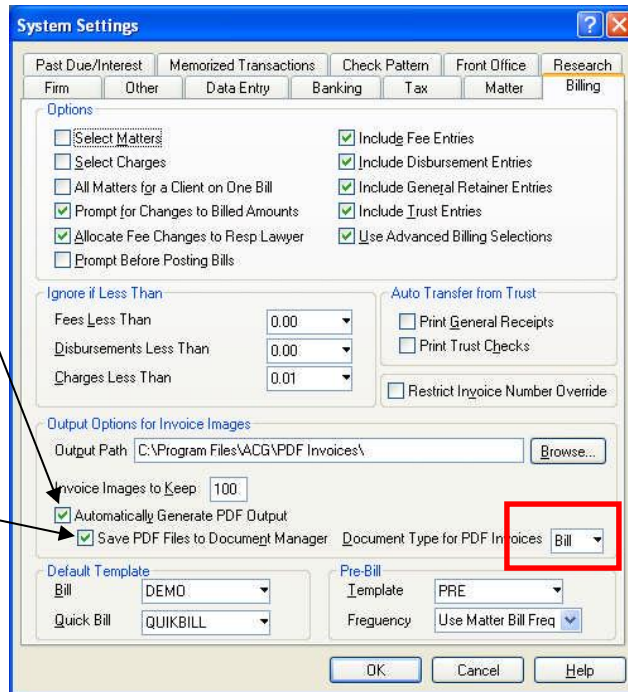 System Settings
Past Due/Interest Memorized Transactions Check Pattern Front Office Research
Firm Other Data Entry Banking Tax Matter Billing
Options
Select Matters
Select Charges
All Matters for a Client on One Bill
Prompt for Changes to Billed Amounts
Allocate Fee Changes to Resp Lawyer
Prompt Before Posting Bills
Include Fee Entries
Include Disbursement Entries
Include General Retainer Entries
Include Trust Entries
Use Advanced Billing Selections
Ignore if Less Than
Fees Less Than 0.00
Disbursements Less Than 0.00
Charges Less Than 0.01
Auto Transfer from Trust
Print General Receipts
Print Trust Checks
Restrict Invoice Number Override
Output Options for Invoice Images
Output Path C:\Program Files\ACG\PDF Invoices\ Browse...
Invoice Images to Keep 100
Automatically Generate PDF Output
Save PDF Files to Document Manager Document Type for PDF Invoices Bill
Default Template
Bill DEMO
Quick Bill QUIKBILL
Pre-Bill
Template PRE
Frequency Use Matter Bill Freq
OK Cancel Help